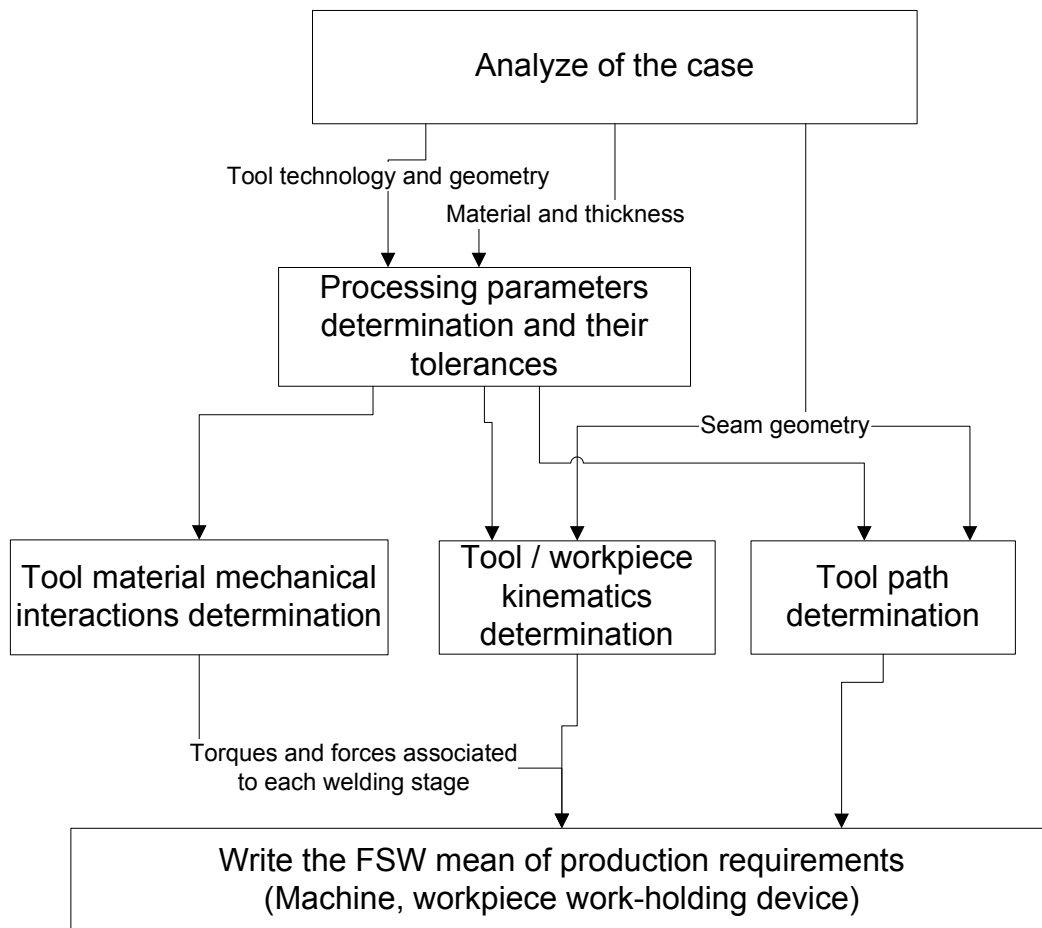 Analyze of the case
Tool technology and geometry
Material and thickness
Processing parameters
determination and their
tolerances
Seam geometry
Tool material mechanical
interactions determination
Tool / workpiece
kinematics
determination
Tool path
determination
Torques and forces associated
to each welding stage
Write the FSW mean of production requirements
(Machine, workpiece work-holding device)